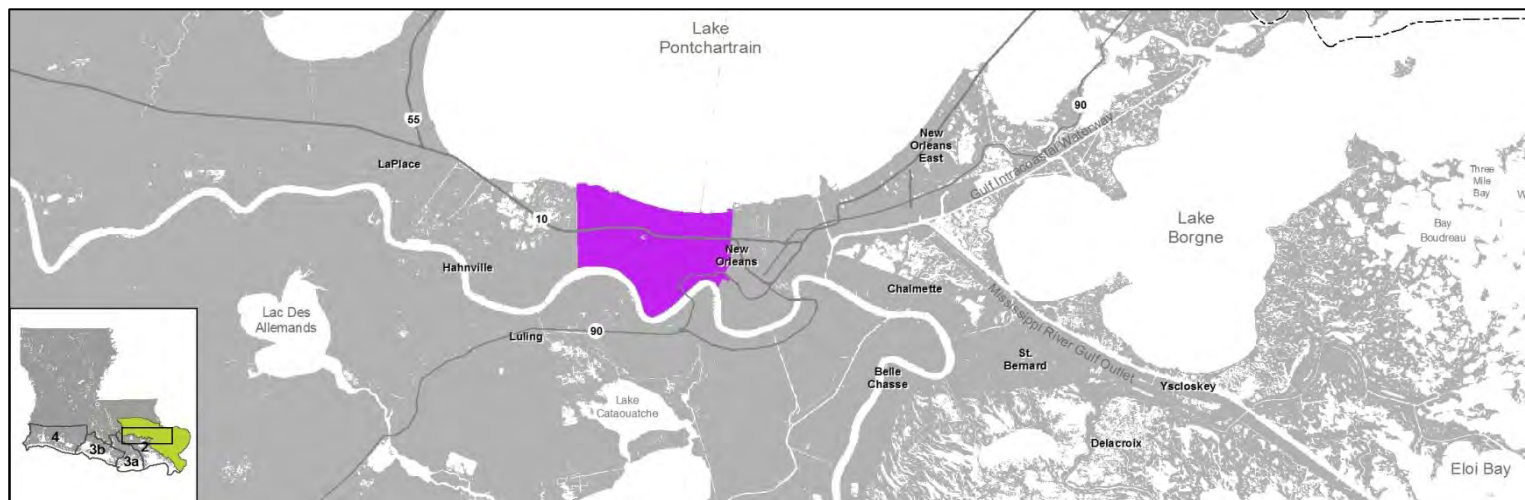 Lake
Pontchartrain
55
LaPlace
10
Hahnville
Lac Des
Allemands
Luling
90
New
Orleans
New
Orleans
East
90
Gulf Intracoastal Waterway
Chalmette
Mississippi River Gulf Outlet
Lake
Borgne
Three
Mile
Bay
Bay
Boudreau
W
St.
Bernard
Belle
Chasse
Yscloskey
Lake
Cataouatche
Delacroix
Eloi Bay
4
3b
3a
2